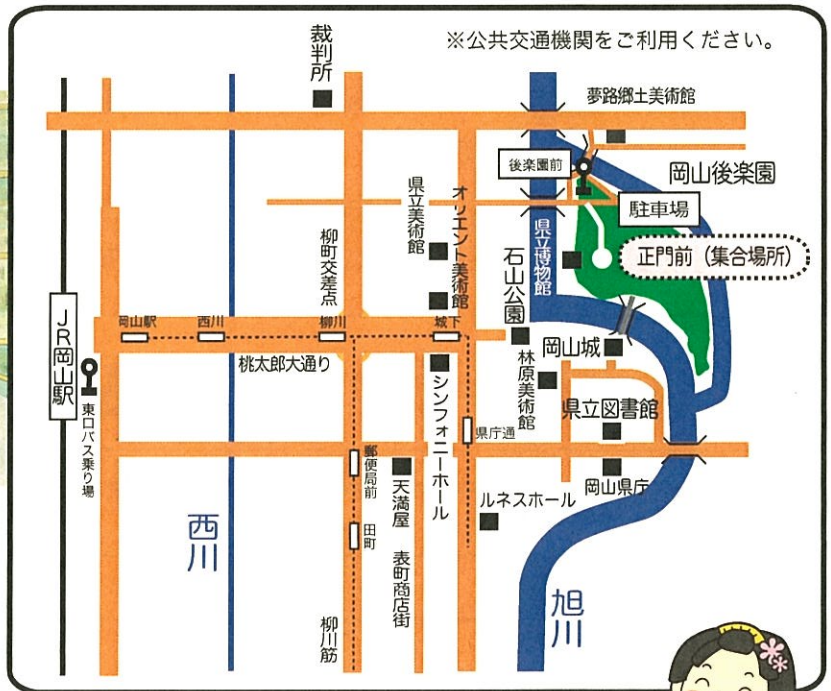 ※公共交通機関をご利用ください。
裁判所
夢路郷土美術館
後楽園前
岡山後楽園
駐車場
県立美術館
オリエント美術館
柳町交差点
県立博物館
正門前（集合場所）
石山公園
JR岡山駅
岡山駅
西川
柳川
城下
桃太郎大通り
岡山城
林原美術館
シンフォニーホール
東口バス乗り場
県立図書館
県庁通
郵便局前
天満屋
岡山県庁
ルネスホール
田町
表町商店街
西川
柳川筋
旭川